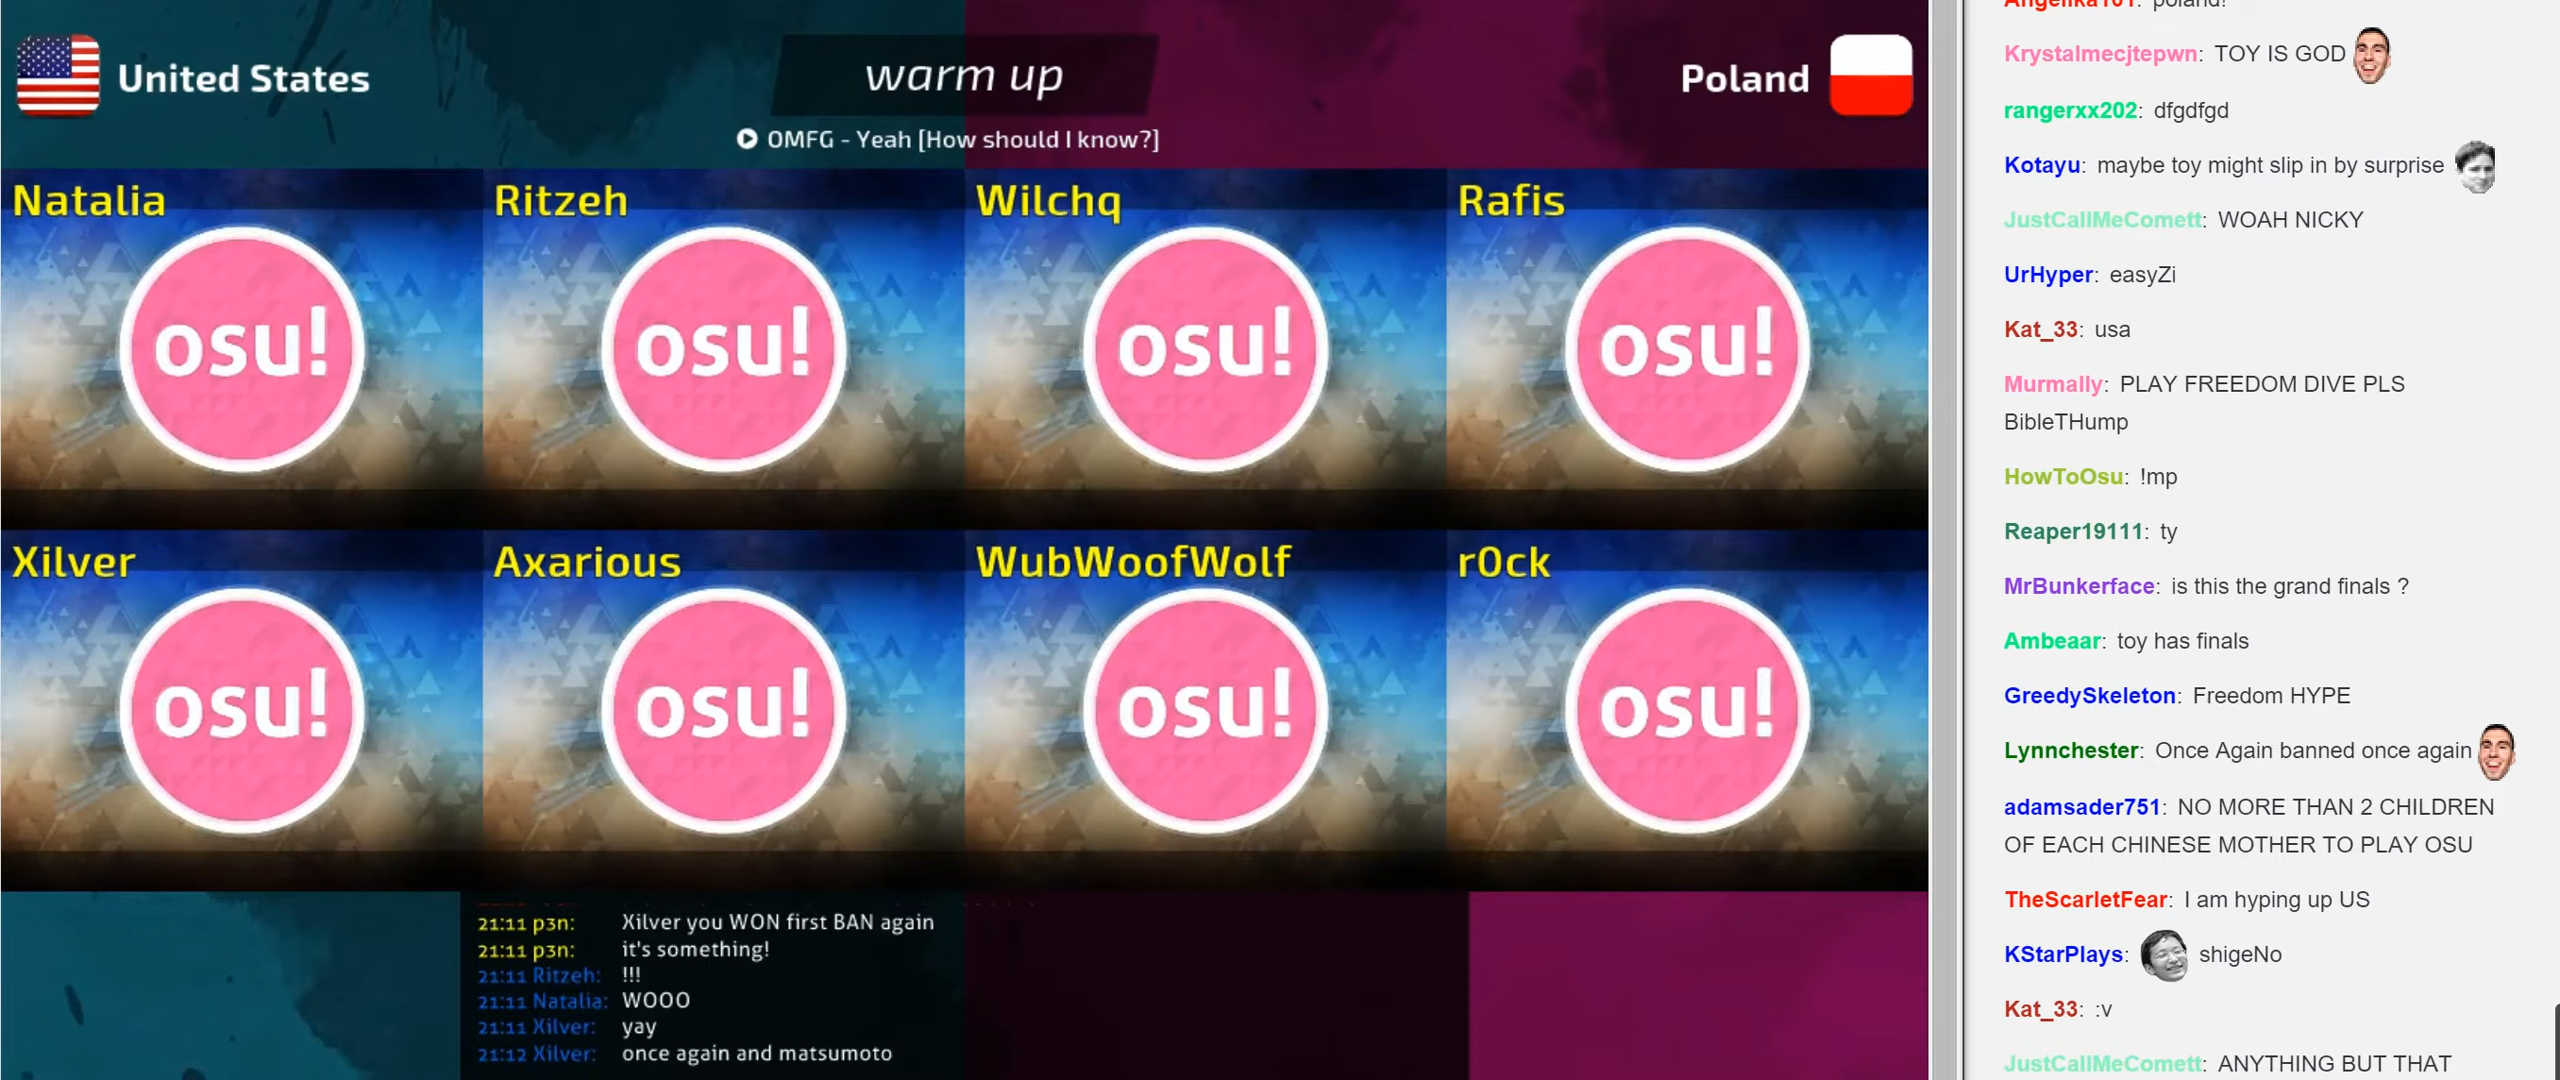 United States
warm up
Poland
OMFG - Yeah [How should I know?]
Natalia
Ritzeh
Wilchq
Rafis
osu!
osu!
osu!
osu!
Xilver
Axarious
WubWoofWolf
r0ck
osu!
osu!
osu!
osu!
21:11 p3n: Xilver you WON first BAN again
21:11 p3n: it's something!
21:11 Ritzeh: !!!
21:11 Natalia: WOOO
21:11 Xilver: yay
21:12 Xilver: once again and matsumoto
Angelika101: poland!
Krystalmecjtepwn: TOY IS GOD
rangerxx202: dfgdfgd
Kotayu: maybe toy might slip in by surprise
JustCallMeComett: WOAH NICKY
UrHyper: easyZi
Kat_33: usa
Murmally: PLAY FREEDOM DIVE PLS
BibleTHump
HowToOsu: !mp
Reaper19111: ty
MrBunkerface: is this the grand finals ?
Ambeaar: toy has finals
GreedySkeleton: Freedom HYPE
Lynnchester: Once Again banned once again
adamsader751: NO MORE THAN 2 CHILDREN
OF EACH CHINESE MOTHER TO PLAY OSU
TheScarletFear: I am hyping up US
KStarPlays: shigeNo
Kat_33: :v
JustCallMeComett: ANYTHING BUT THAT